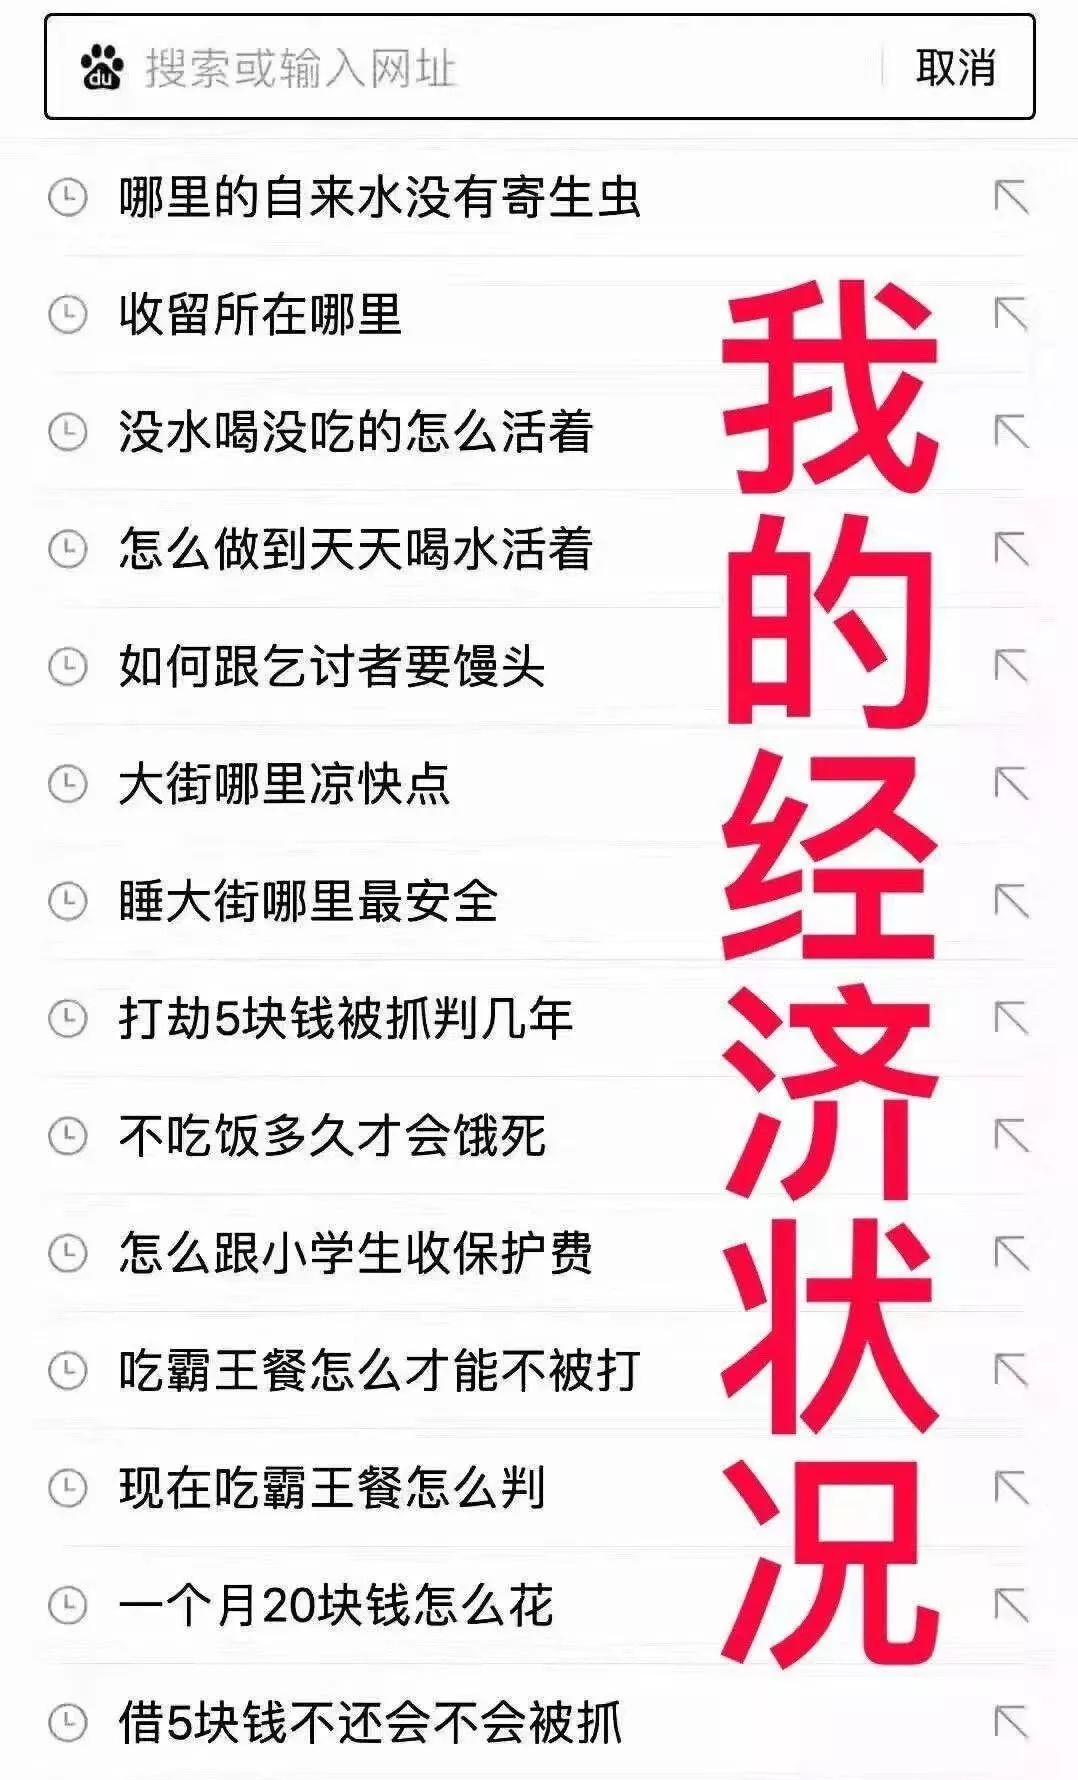 du 搜索或输入网址 取消
哪里的自来水没有寄生虫
收留所在哪里
没水喝没吃的怎么活着
怎么做到天天喝水活着
如何跟乞讨者要馒头
大街哪里凉快点
睡大街哪里最安全
打劫5块钱被抓判几年
不吃饭多久才会饿死
怎么跟小学生收保护费
吃霸王餐怎么才能不被打
现在吃霸王餐怎么判
一个月20块钱怎么花
借5块钱不还会不会被抓
我的经济状况